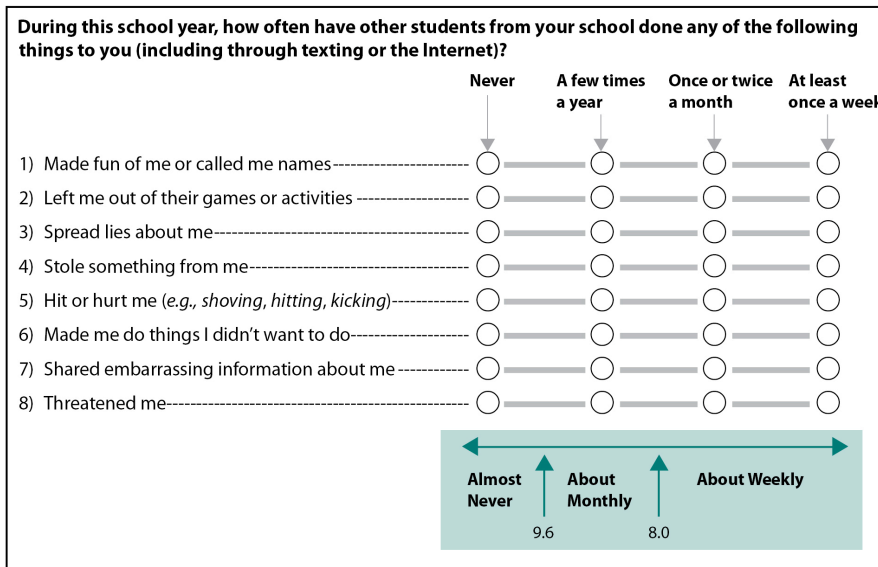 During this school year, how often have other students from your school done any of the following
things to you (including through texting or the Internet)?
Never
A few times
a year
Once or twice
a month
At least
once a week
1) Made fun of me or called me names
2) Left me out of their games or activities
3) Spread lies about me
4) Stole something from me
5) Hit or hurt me (e.g., shoving, hitting, kicking)
6) Made me do things I didn't want to do
7) Shared embarrassing information about me
8) Threatened me
Almost
Never
About
Monthly
About Weekly
9.6
8.0